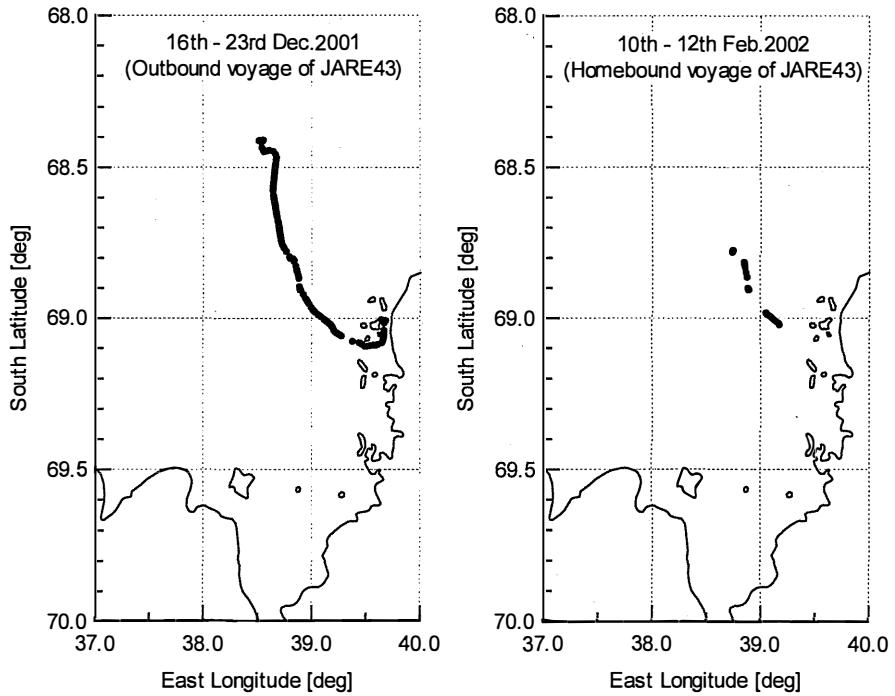 16th - 23rd Dec.2001
(Outbound voyage of JARE43)
68.0
68.5
69.0
69.5
70.0
South Latitude [deg]
37.0
38.0
39.0
40.0
East Longitude [deg]
10th - 12th Feb.2002
(Homebound voyage of JARE43)
68.0
68.5
69.0
69.5
70.0
South Latitude [deg]
37.0
38.0
39.0
40.0
East Longitude [deg]